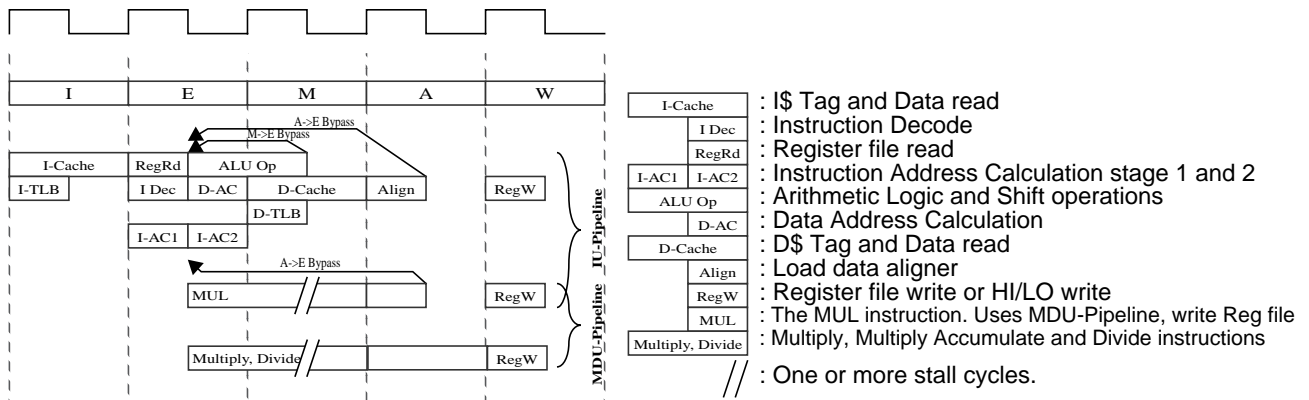 I E M A W
A->E Bypass
M->E Bypass
I-Cache RegRd ALU Op
I-TLB I Dec D-AC D-Cache Align RegW
D-TLB
I-AC1 I-AC2
A->E Bypass
MUL RegW
Multiply, Divide RegW
IU-Pipeline
MDU-Pipeline
I-Cache : I$ Tag and Data read
I Dec : Instruction Decode
RegRd : Register file read
I-AC1 I-AC2 : Instruction Address Calculation stage 1 and 2
ALU Op : Arithmetic Logic and Shift operations
D-AC : Data Address Calculation
D-Cache : D$ Tag and Data read
Align : Load data aligner
RegW : Register file write or HI/LO write
MUL : The MUL instruction. Uses MDU-Pipeline, write Reg file
Multiply, Divide : Multiply, Multiply Accumulate and Divide instructions
// : One or more stall cycles.